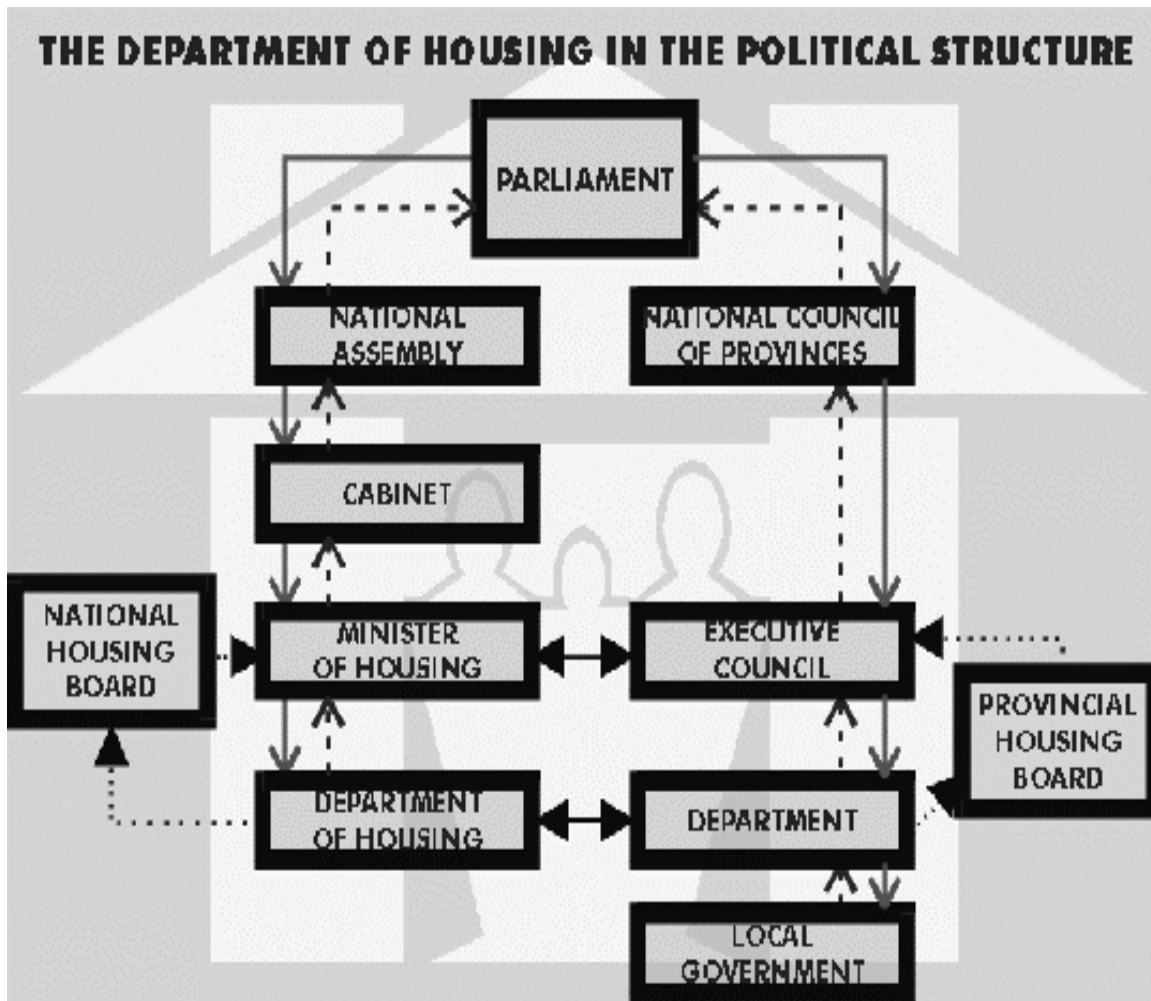 THE DEPARTMENT OF HOUSING IN THE POLITICAL STRUCTURE
PARLIAMENT
NATIONAL
ASSEMBLY
NATIONAL COUNCIL
OF PROVINCES
CABINET
NATIONAL
HOUSING
BOARD
MINISTER
OF HOUSING
EXECUTIVE
COUNCIL
PROVINCIAL
HOUSING
BOARD
DEPARTMENT
OF HOUSING
DEPARTMENT
LOCAL
GOVERNMENT